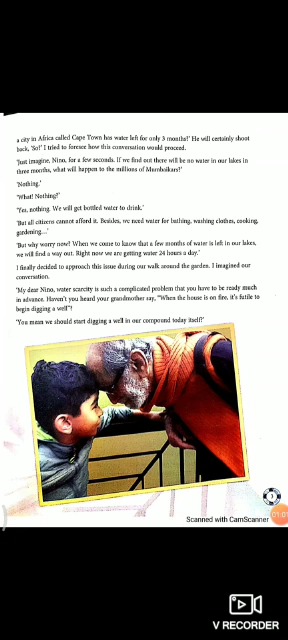 a city in Africa called Cape Town has water left for only 3 months!' He will certainly shoot
back, 'So?' I tried to foresee how this conversation would proceed.
'Just imagine, Nino, for a few seconds. If we find out there will be no water in our lakes in
three months, what will happen to the millions of Mumbaikars?'
'Nothing.'
'What! Nothing?'
'Yes, nothing. We will get bottled water to drink.'
'But all citizens cannot afford it. Besides, we need water for bathing, washing clothes, cooking,
gardening...'
'But why worry now? When we come to know that a few months of water is left in our lakes,
we will find a way out. Right now we are getting water 24 hours a day.'
I finally decided to approach this issue during our walk around the garden. I imagined our
conversation.
'My dear Nino, water scarcity is such a complicated problem that you have to be ready much
in advance. Haven't you heard your grandmother say, "When the house is on fire, it's futile to
begin digging a well"?
'You mean we should start digging a well in our compound today itself?'
3
Scanned with CamScanner
01:01
V RECORDER